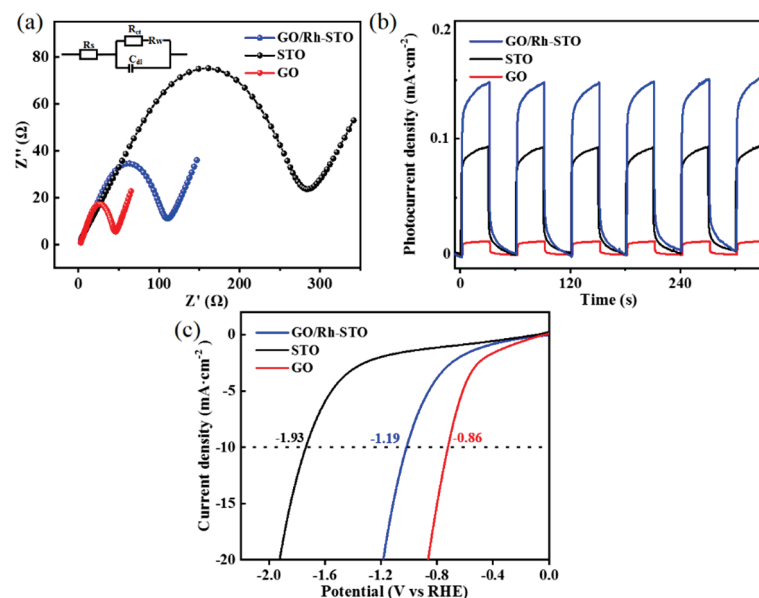 (a)
Rs
Rct
Rw
Cdl
GO/Rh-STO
STO
GO
Z'' (Ω)
80
60
40
20
0
0
100
200
300
Z' (Ω)
(b)
GO/Rh-STO
STO
GO
Photocurrent density (mA·cm-2)
0.2
0.1
0
0
120
240
Time (s)
(c)
GO/Rh-STO
STO
GO
Current density (mA·cm-2)
0
-5
-10
-15
-20
-1.93
-1.19
-0.86
-2.0
-1.6
-1.2
-0.8
-0.4
0.0
Potential (V vs RHE)